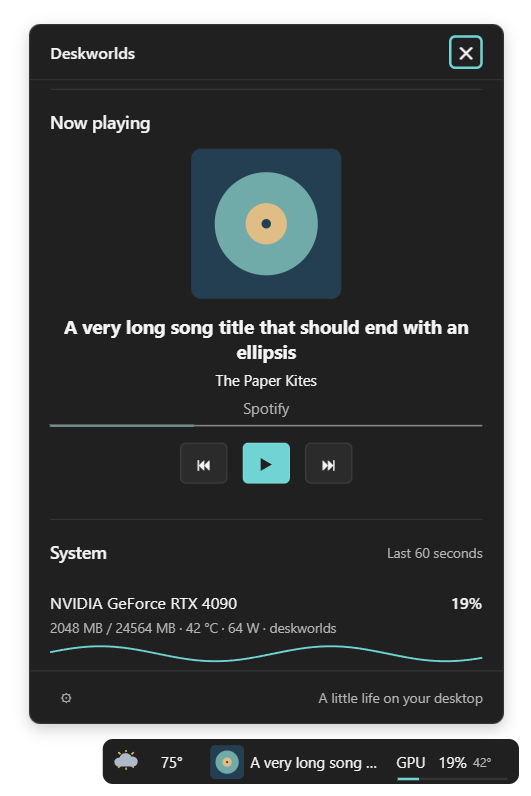 Deskworlds
Now playing
A very long song title that should end with an
ellipsis
The Paper Kites
Spotify
System
Last 60 seconds
NVIDIA GeForce RTX 4090
19%
2048 MB / 24564 MB · 42 °C · 64 W · deskworlds
A little life on your desktop
75° A very long song ... GPU 19% 42°